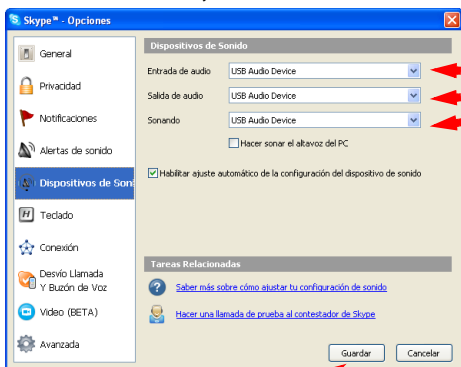 Skype™ - Opciones
General
Privacidad
Notificaciones
Alertas de sonido
Dispositivos de Soni
Teclado
Conexión
Desvío Llamada
Y Buzón de Voz
Video (BETA)
Avanzada
Dispositivos de Sonido
Entrada de audio
USB Audio Device
Salida de audio
USB Audio Device
Sonando
USB Audio Device
Hacer sonar el altavoz del PC
Habilitar ajuste automático de la configuración del dispositivo de sonido
Tareas Relacionadas
Saber más sobre cómo ajustar tu configuración de sonido
Hacer una llamada de prueba al contestador de Skype
Guardar
Cancelar